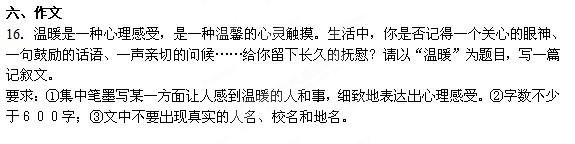 六、作文
16．温暖是一种心理感受，是一种温馨的心灵触摸。生活中，你是否记得一个关心的眼神、
一句鼓励的话语、一声亲切的问候……给你留下长久的抚慰？请以“温暖”为题目，写一篇
记叙文。
要求：①集中笔墨写某一方面让人感到温暖的人和事，细致地表达出心理感受。②字数不少
于６００字；③文中不要出现真实的人名、校名和地名。